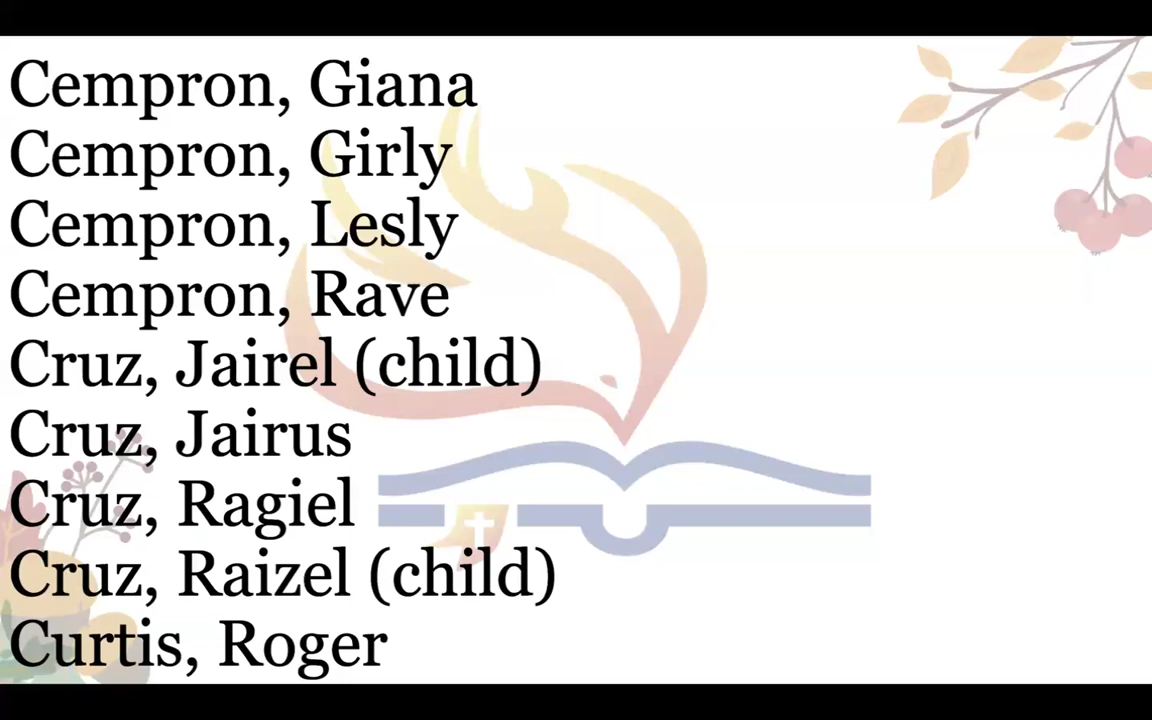 Cempron, Giana
Cempron, Girly
Cempron, Lesly
Cempron, Rave
Cruz, Jairel (child)
Cruz, Jairus
Cruz, Ragiel
Cruz, Raizel (child)
Curtis, Roger